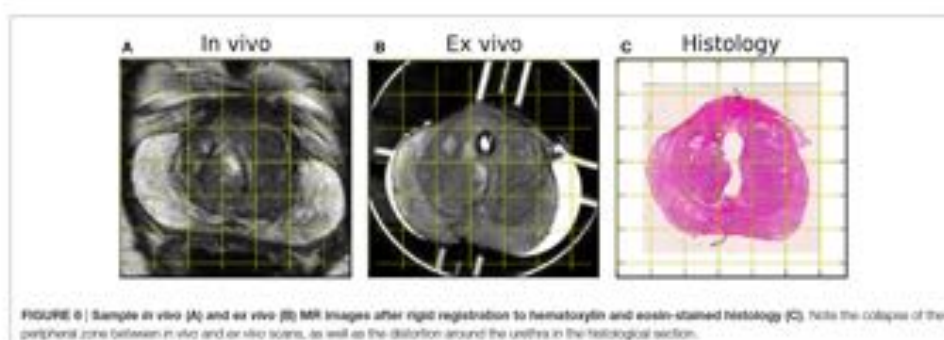 A In vivo B Ex vivo C Histology
FIGURE 6 | Sample in vivo (A) and ex vivo (B) MR images after rigid registration to hematoxylin and eosin-stained histology (C). Note the collapse of the
peripheral zone between in vivo and ex vivo scans, as well as the distortion around the urethra in the histological section.